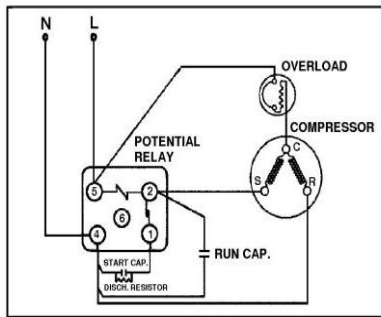 N L
OVERLOAD
COMPRESSOR
POTENTIAL
RELAY
C
S R
5 2
6
4 1
START CAP.
DISCH. RESISTOR
RUN CAP.